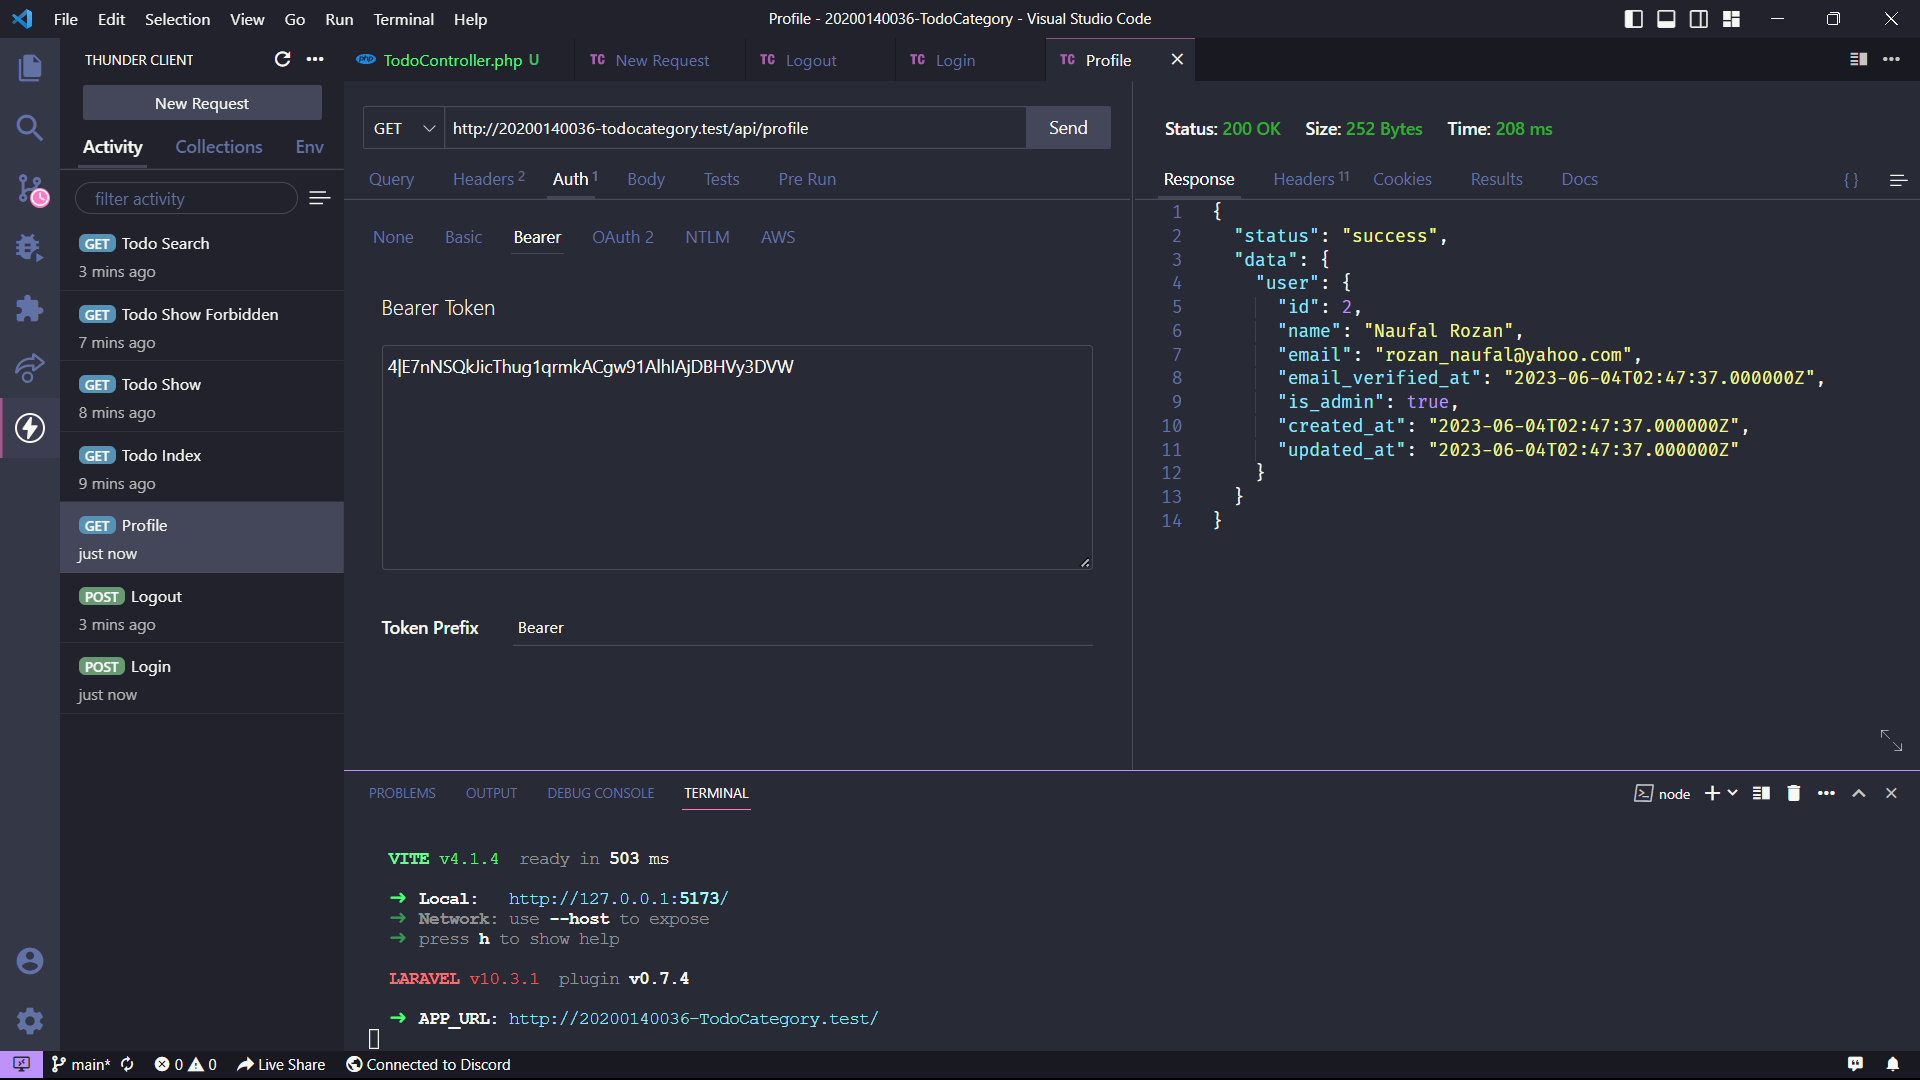 File Edit Selection View Go Run Terminal Help
Profile - 20200140036-TodoCategory - Visual Studio Code
THUNDER CLIENT
New Request
Activity Collections Env
filter activity
GET Todo Search
3 mins ago
GET Todo Show Forbidden
7 mins ago
GET Todo Show
8 mins ago
GET Todo Index
9 mins ago
GET Profile
just now
POST Logout
3 mins ago
POST Login
just now
php TodoController.php U
TC New Request
TC Logout
TC Login
TC Profile
GET http://20200140036-todocategory.test/api/profile Send
Query Headers 2 Auth 1 Body Tests Pre Run
None Basic Bearer OAuth 2 NTLM AWS
Bearer Token
4|E7nNSQkJicThug1qrmkACgw91AlhIAjDBHVy3DVW
Token Prefix Bearer
Status: 200 OK Size: 252 Bytes Time: 208 ms
Response Headers 11 Cookies Results Docs { }
1 {
2 "status": "success",
3 "data": {
4 "user": {
5 "id": 2,
6 "name": "Naufal Rozan",
7 "email": "rozan_naufal@yahoo.com",
8 "email_verified_at": "2023-06-04T02:47:37.000000Z",
9 "is_admin": true,
10 "created_at": "2023-06-04T02:47:37.000000Z",
11 "updated_at": "2023-06-04T02:47:37.000000Z"
12 }
13 }
14 }
PROBLEMS OUTPUT DEBUG CONSOLE TERMINAL
node
VITE v4.1.4 ready in 503 ms
➜ Local: http://127.0.0.1:5173/
➜ Network: use --host to expose
➜ press h to show help
LARAVEL v10.3.1 plugin v0.7.4
➜ APP_URL: http://20200140036-TodoCategory.test/
main* 0 0 Live Share Connected to Discord